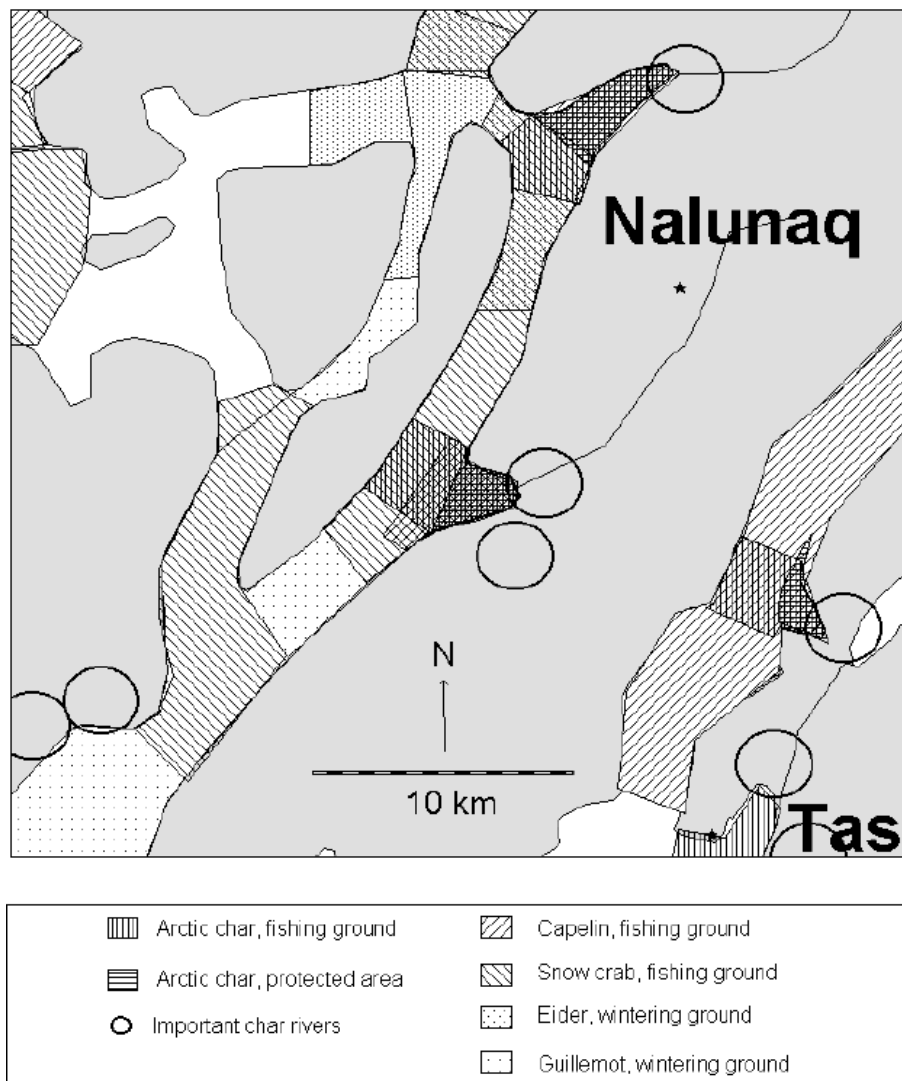 Nalunaq
N
10 km
Tas
Arctic char, fishing ground
Arctic char, protected area
Important char rivers
Capelin, fishing ground
Snow crab, fishing ground
Eider, wintering ground
Guillemot, wintering ground